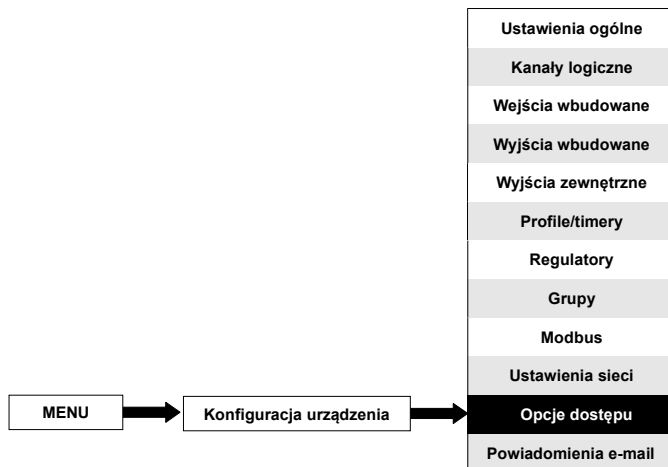 Ustawienia ogólne
Kanały logiczne
Wejścia wbudowane
Wyjścia wbudowane
Wyjścia zewnętrzne
Profile/timery
Regulatory
Grupy
Modbus
Ustawienia sieci
MENU
Konfiguracja urządzenia
Opcje dostępu
Powiadomienia e-mail